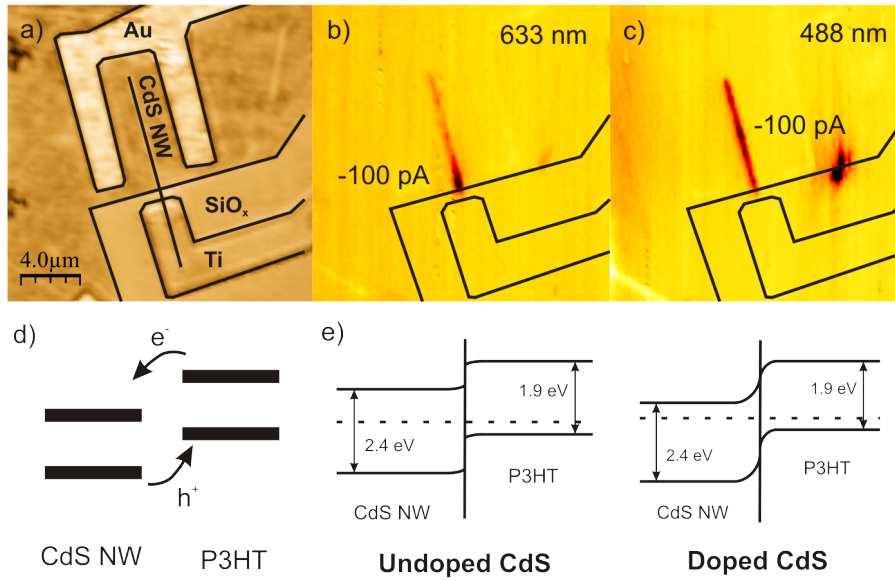 a)
Au
CdS NW
SiOₓ
Ti
4.0µm
b)
633 nm
-100 pA
c)
488 nm
-100 pA
d)
e⁻
h⁺
CdS NW
P3HT
e)
1.9 eV
2.4 eV
P3HT
CdS NW
Undoped CdS
1.9 eV
2.4 eV
P3HT
CdS NW
Doped CdS